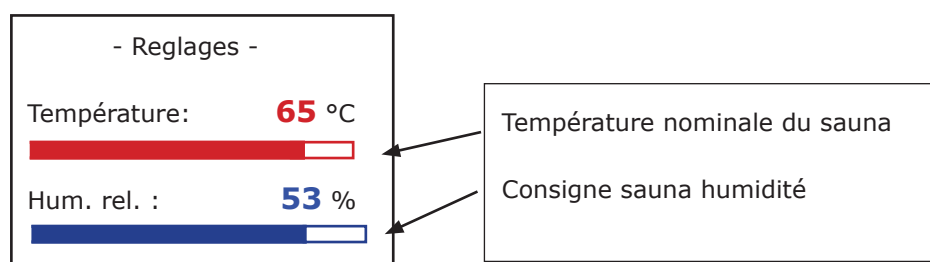 - Reglages -
Température: 65 °C
Hum. rel. : 53 %
Température nominale du sauna
Consigne sauna humidité